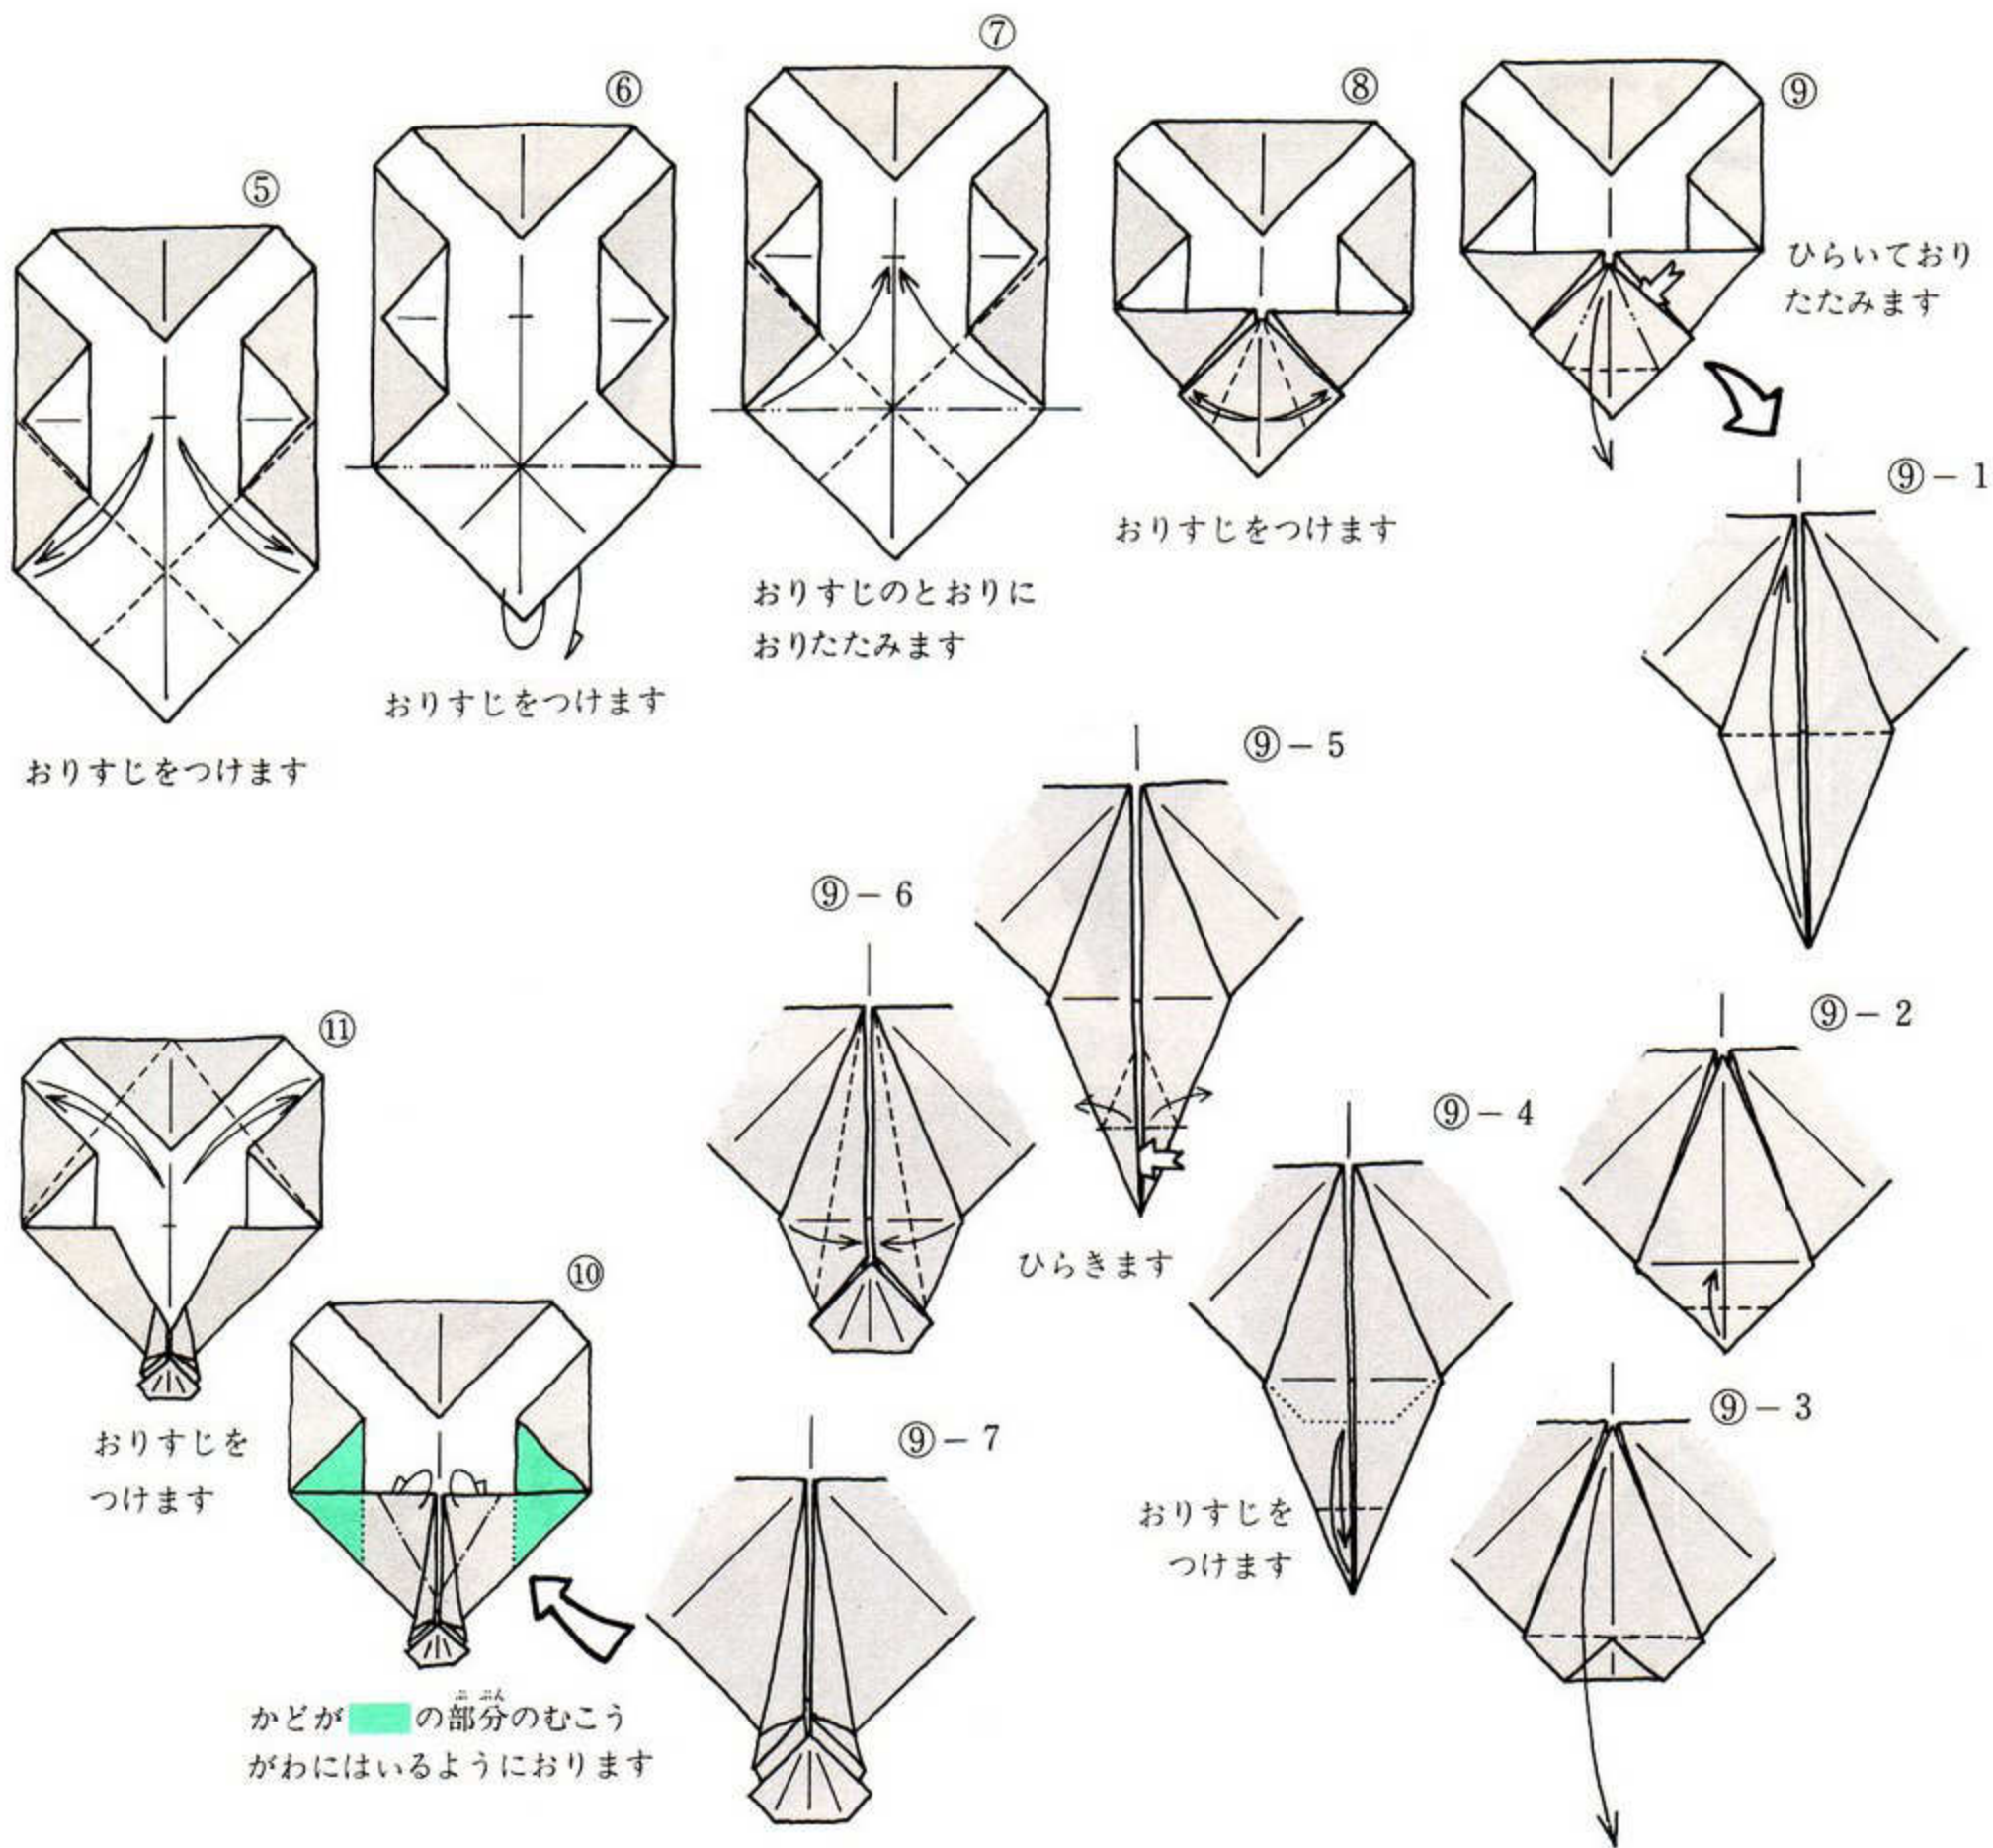 ⑤
おりすじをつけます
⑥
おりすじをつけます
⑦
おりすじのとおりに
おりたたみます
⑧
おりすじをつけます
⑨
ひらいており
たたみます
⑨－1
⑨－2
⑨－3
⑨－4
おりすじを
つけます
⑨－5
ひらきます
⑨－6
⑨－7
⑩
ぶぶん
かどが の部分のむこう
がわにはいるようにおります
⑪
おりすじを
つけます